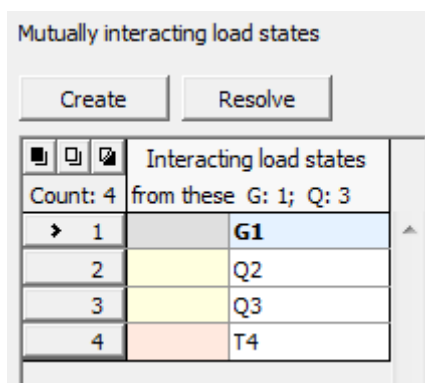 Mutually interacting load states
Create Resolve
Interacting load states
Count: 4 from these G: 1; Q: 3
1 G1
2 Q2
3 Q3
4 T4